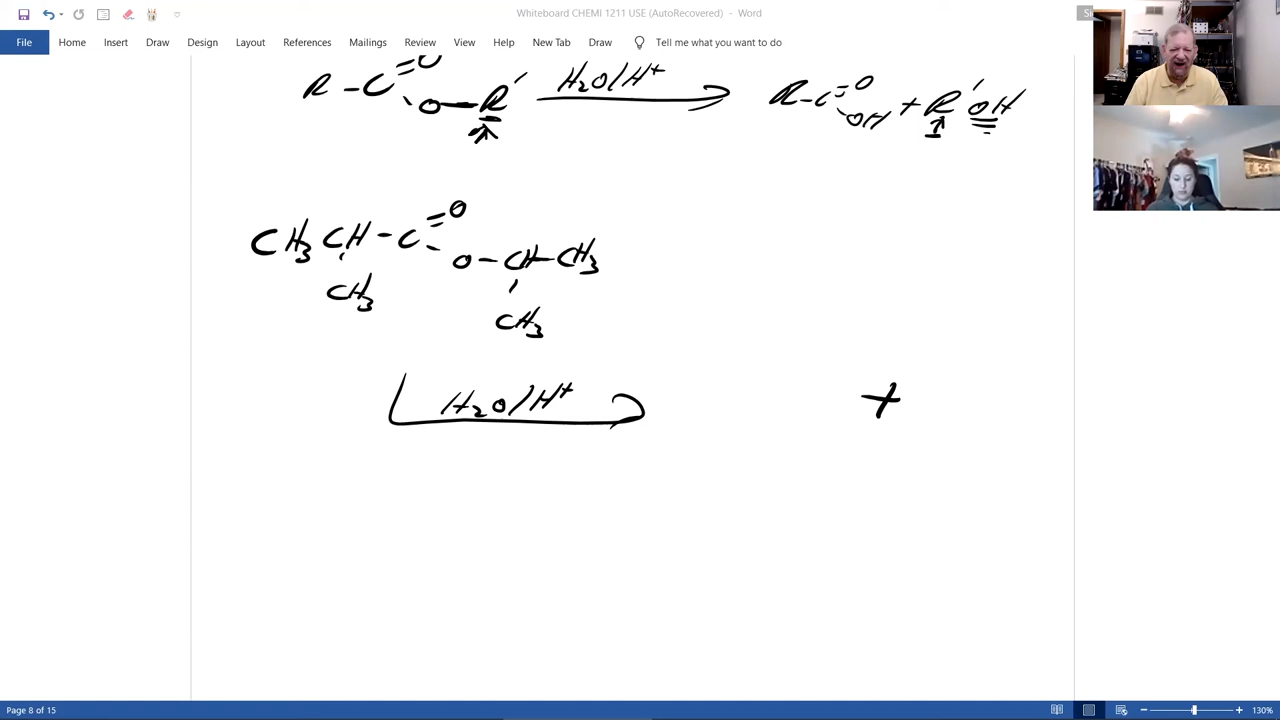 Whiteboard CHEMI 1211 USE (AutoRecovered) - Word
File Home Insert Draw Design Layout References Mailings Review View Help New Tab Draw Tell me what you want to do
R-C=O O-R' H2O/H+ R-C=O OH + R'OH
CH3CH-C=O
O-CH-CH3
CH3
CH3
H2O/H+ +
Page 8 of 15 130%